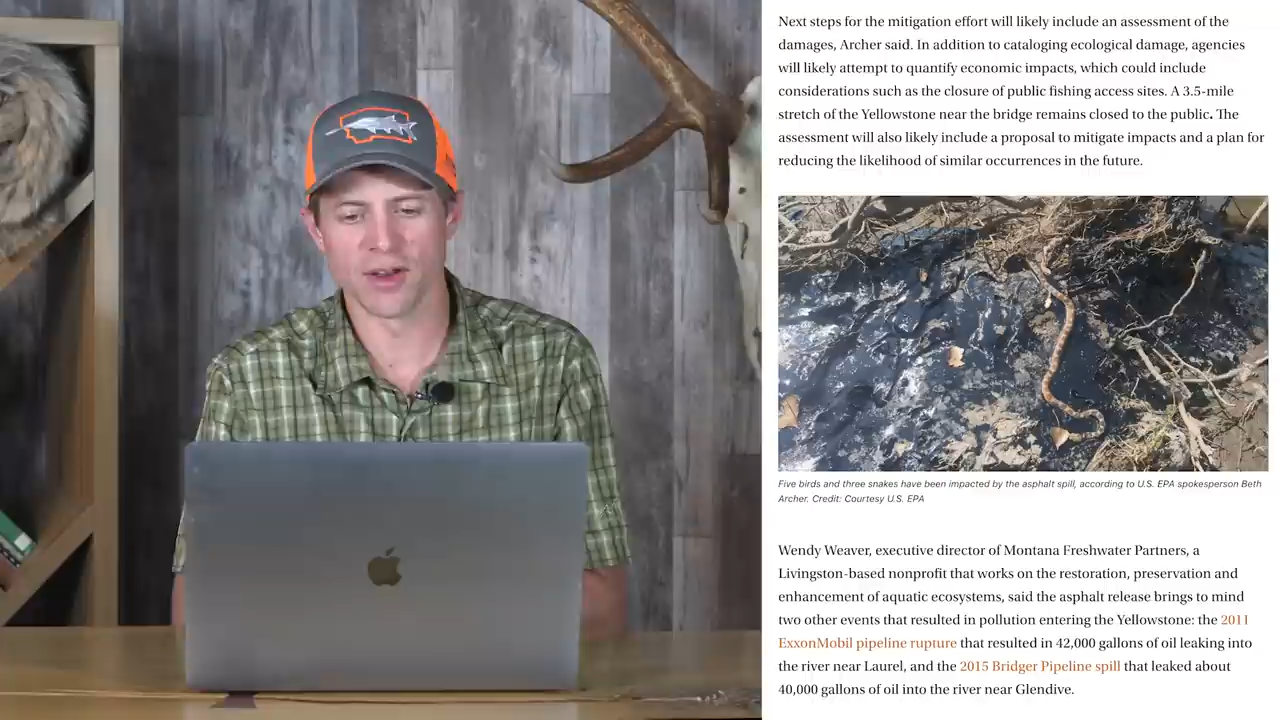 Next steps for the mitigation effort will likely include an assessment of the
damages, Archer said. In addition to cataloging ecological damage, agencies
will likely attempt to quantify economic impacts, which could include
considerations such as the closure of public fishing access sites. A 3.5-mile
stretch of the Yellowstone near the bridge remains closed to the public. The
assessment will also likely include a proposal to mitigate impacts and a plan for
reducing the likelihood of similar occurrences in the future.
Five birds and three snakes have been impacted by the asphalt spill, according to U.S. EPA spokesperson Beth
Archer. Credit: Courtesy U.S. EPA
Wendy Weaver, executive director of Montana Freshwater Partners, a
Livingston-based nonprofit that works on the restoration, preservation and
enhancement of aquatic ecosystems, said the asphalt release brings to mind
two other events that resulted in pollution entering the Yellowstone: the 2011
ExxonMobil pipeline rupture that resulted in 42,000 gallons of oil leaking into
the river near Laurel, and the 2015 Bridger Pipeline spill that leaked about
40,000 gallons of oil into the river near Glendive.